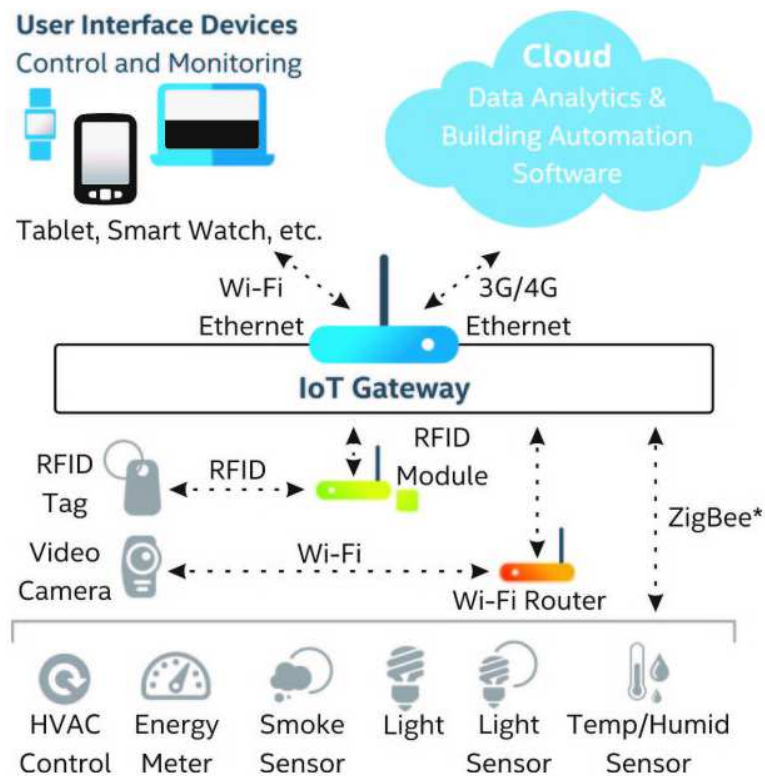 User Interface Devices
Control and Monitoring
Tablet, Smart Watch, etc.
Cloud
Data Analytics &
Building Automation
Software
Wi-Fi
Ethernet
3G/4G
Ethernet
IoT Gateway
RFID
Tag
RFID
RFID
Module
ZigBee*
Video
Camera
Wi-Fi
Wi-Fi Router
HVAC
Control
Energy
Meter
Smoke
Sensor
Light
Light
Sensor
Temp/Humid
Sensor